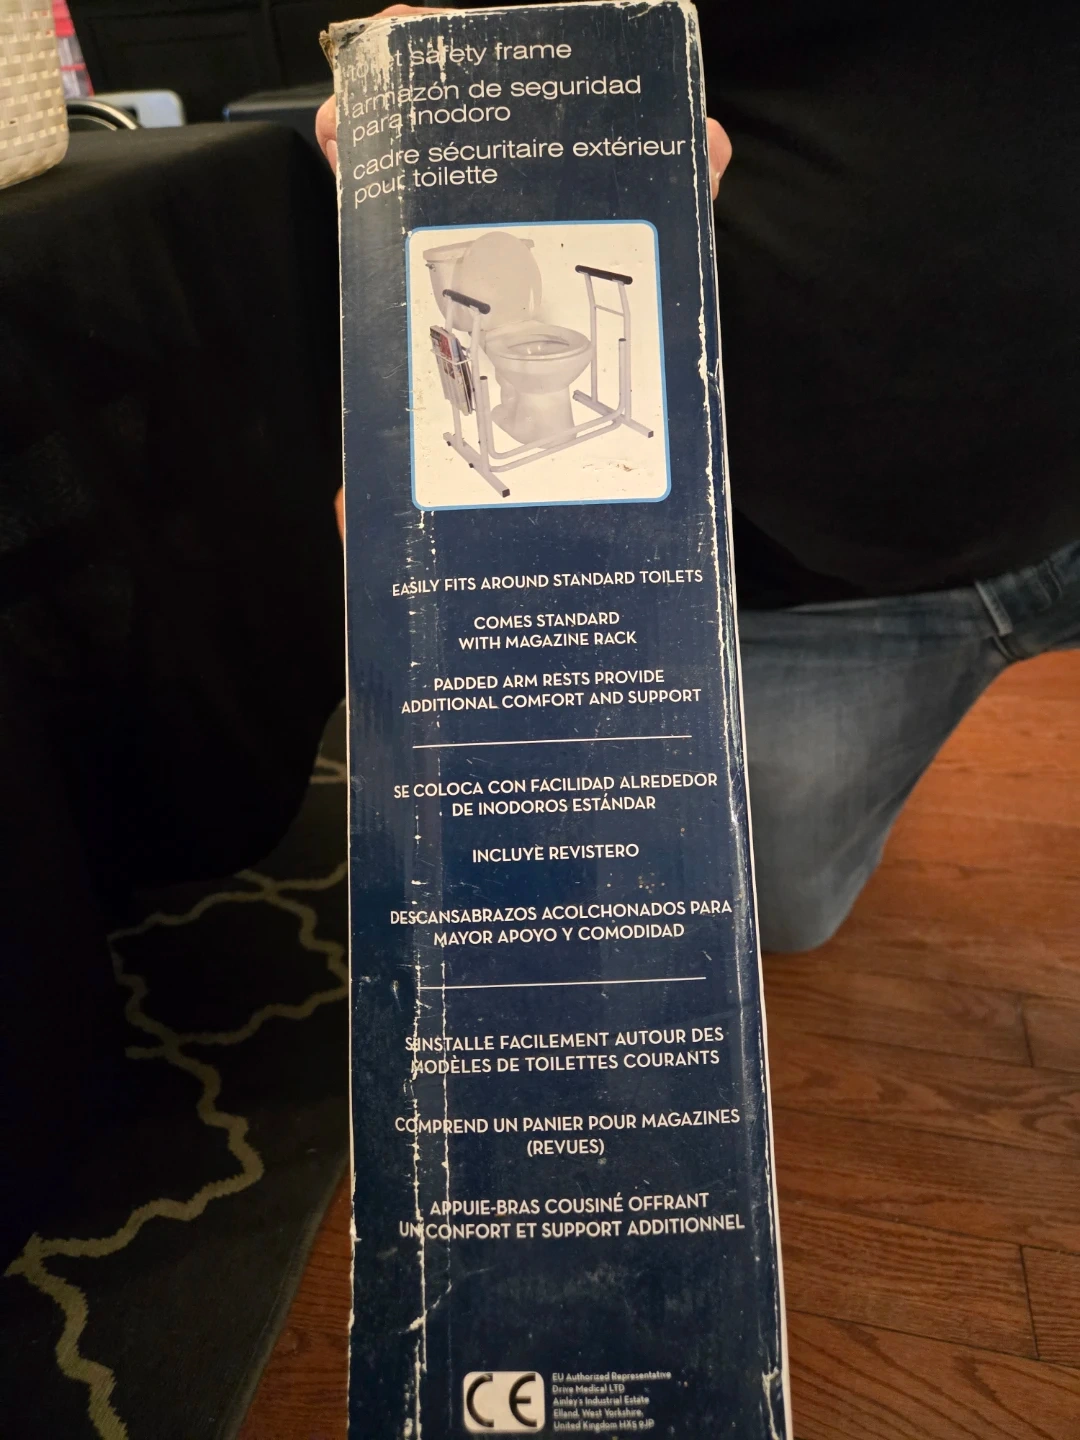 toilet safety frame
armazón de seguridad
para inodoro
cadre sécuritaire extérieur
pour toilette
EASILY FITS AROUND STANDARD TOILETS
COMES STANDARD
WITH MAGAZINE RACK
PADDED ARM RESTS PROVIDE
ADDITIONAL COMFORT AND SUPPORT
SE COLOCA CON FACILIDAD ALREDEDOR
DE INODOROS ESTÁNDAR
INCLUYE REVISTERO
DESCANSABRAZOS ACOLCHONADOS PARA
MAYOR APOYO Y COMODIDAD
S'INSTALLE FACILEMENT AUTOUR DES
MODÈLES DE TOILETTES COURANTS
COMPREND UN PANIER POUR MAGAZINES
(REVUES)
APPUIE-BRAS COUSINÉ OFFRANT
UN CONFORT ET SUPPORT ADDITIONNEL
CE
EU Authorized Representative
Drive Medical LTD
Ainley's Industrial Estate
Elland, West Yorkshire,
United Kingdom HX5 9JP